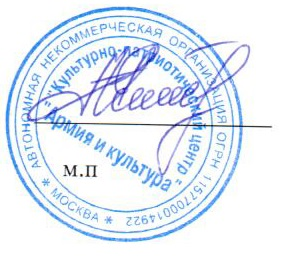 АВТОНОМНАЯ НЕКОММЕРЧЕСКАЯ ОРГАНИЗАЦИЯ ОГРН 1157700014922
* МОСКВА *
"Культурно-патриотический центр
"Армия и культура"
М.П